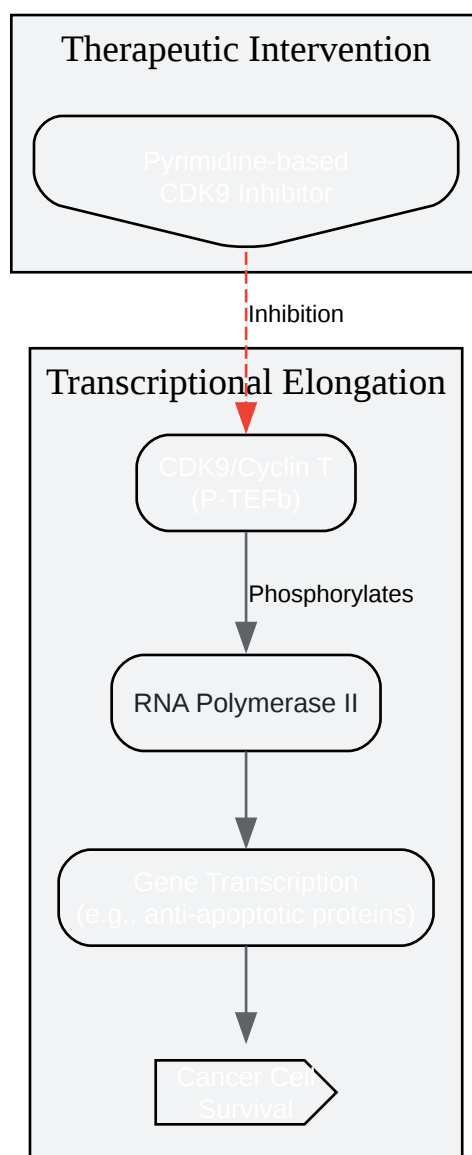 Therapeutic Intervention
Pyrimidine-based
CDK9 Inhibitor
Inhibition
Transcriptional Elongation
CDK9/Cyclin T
(P-TEFb)
Phosphorylates
RNA Polymerase II
Gene Transcription
(e.g., anti-apoptotic proteins)
Cancer Cell
Survival